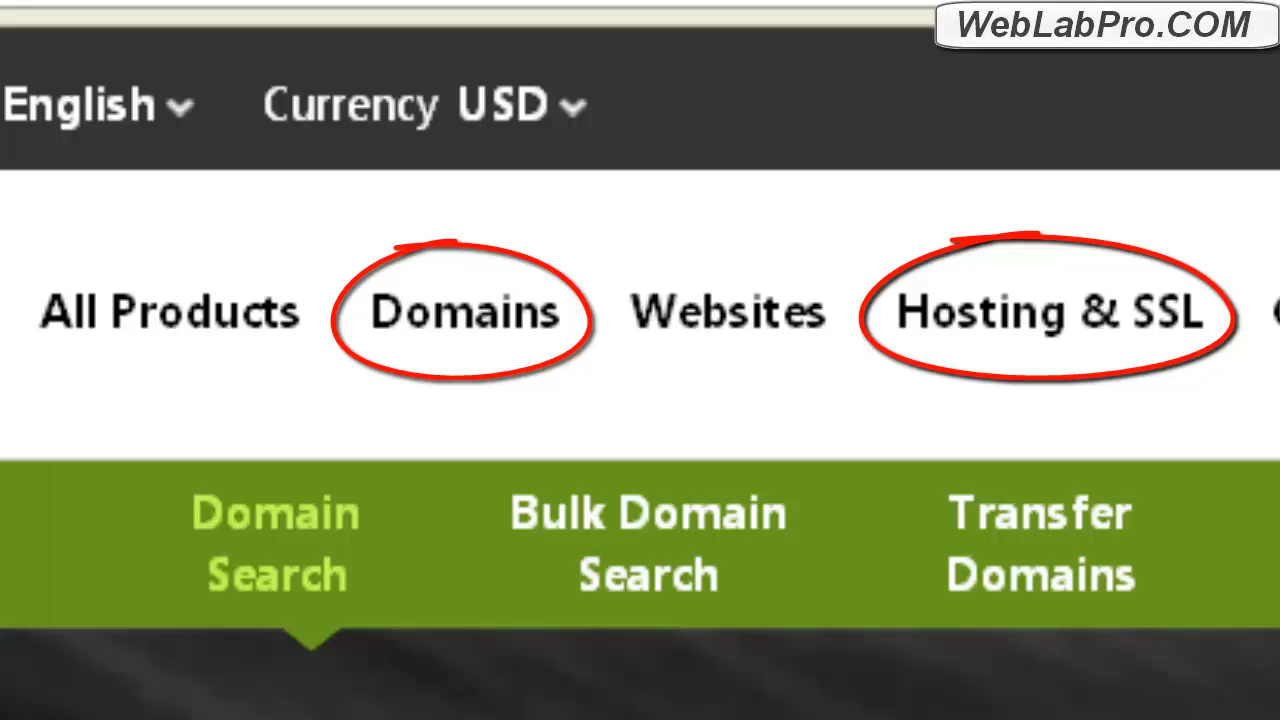 WebLabPro.COM
English Currency USD
All Products Domains Websites Hosting & SSL
Domain Bulk Domain Transfer
Search Search Domains